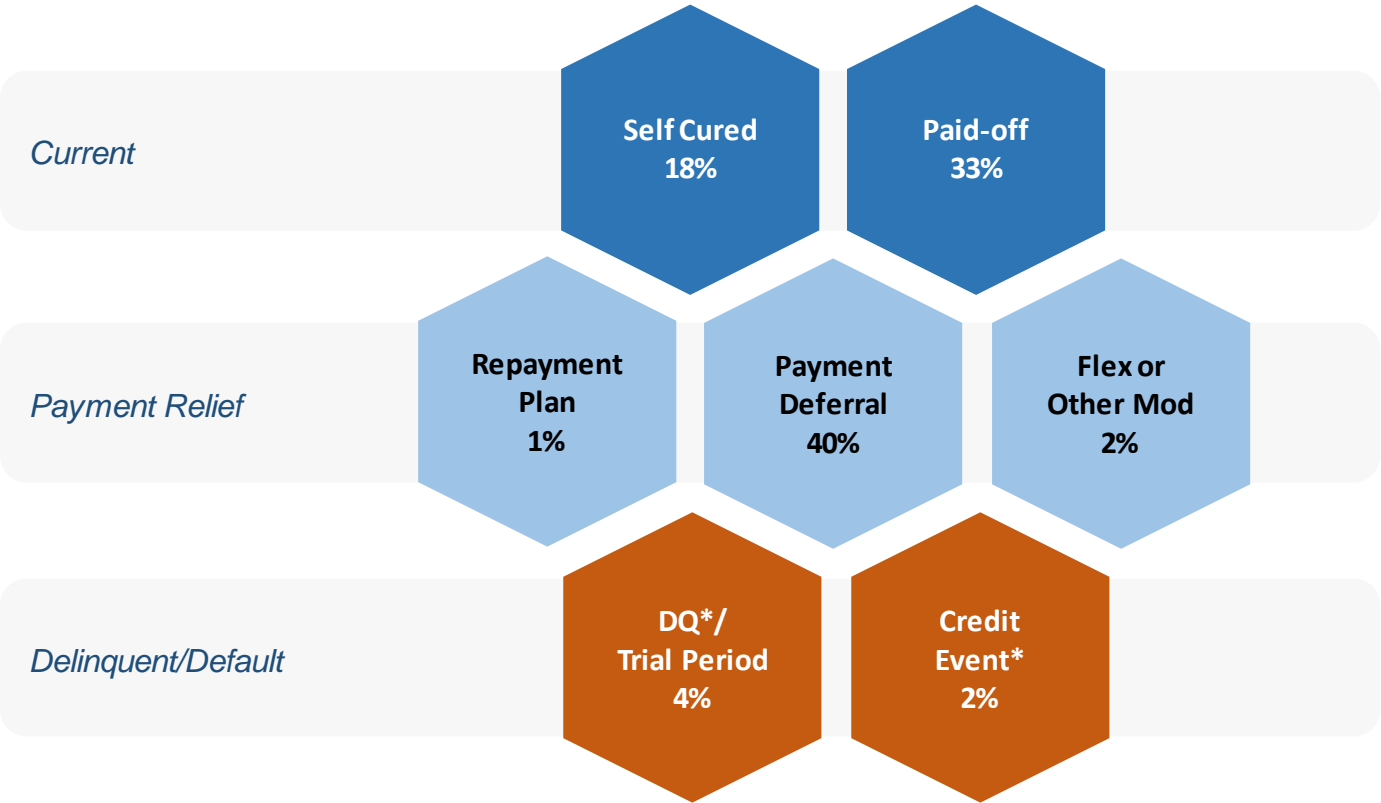 Current
Self Cured
18%
Paid-off
33%
Payment Relief
Repayment
Plan
1%
Payment
Deferral
40%
Flex or
Other Mod
2%
Delinquent/Default
DQ*/
Trial Period
4%
Credit
Event*
2%